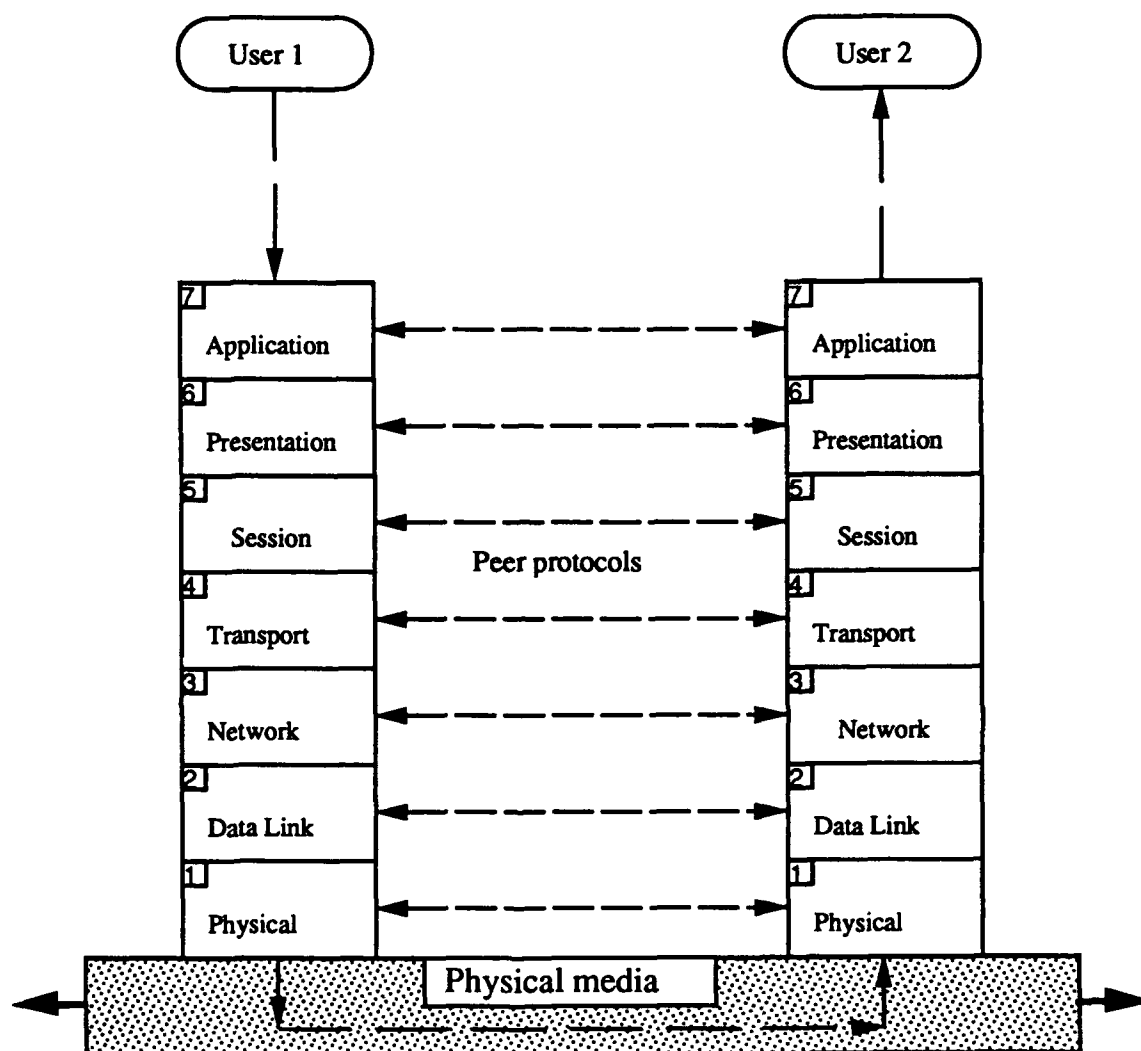 User 1
User 2
7
Application
7
Application
6
Presentation
6
Presentation
5
Session
5
Session
Peer protocols
4
Transport
4
Transport
3
Network
3
Network
2
Data Link
2
Data Link
1
Physical
1
Physical
Physical media